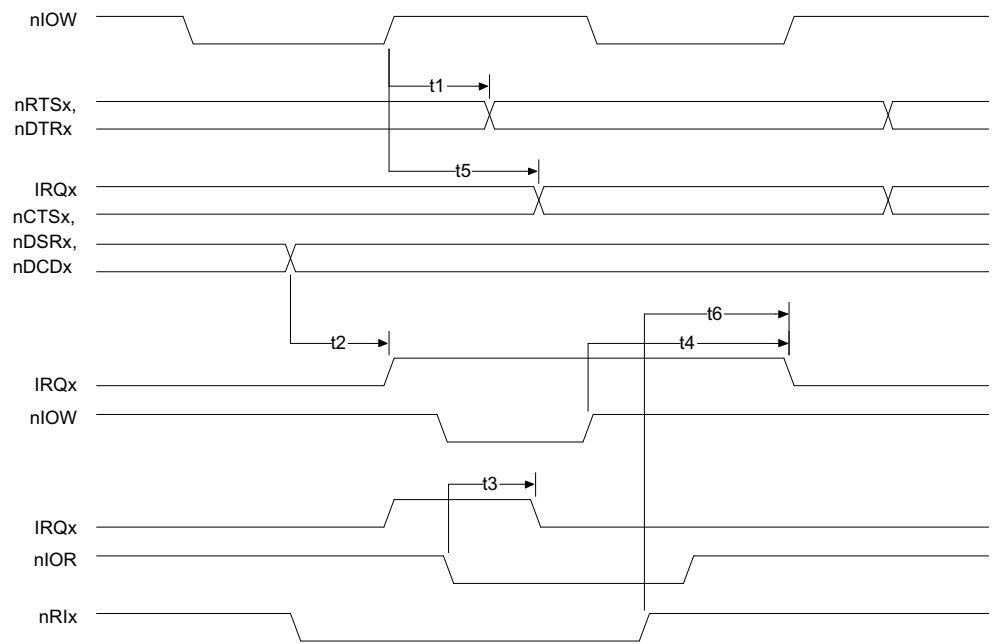 nIOW
t1
nRTSx,
nDTRx
t5
IRQx
nCTSx,
nDSRx,
nDCDx
t6
t2
t4
IRQx
nIOW
t3
IRQx
nIOR
nRIx